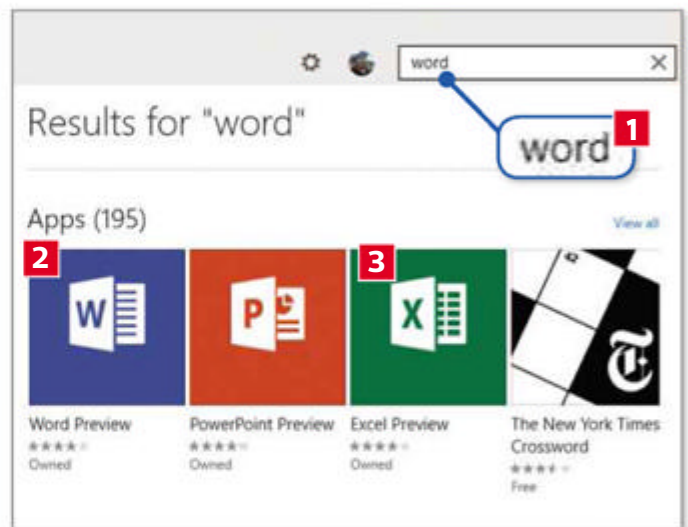 word
Results for "word"
1
word
Apps (195)
View all
2
3
W
P
X
T
Word Preview
PowerPoint Preview
Excel Preview
The New York Times
Crossword
Owned
Owned
Owned
Free